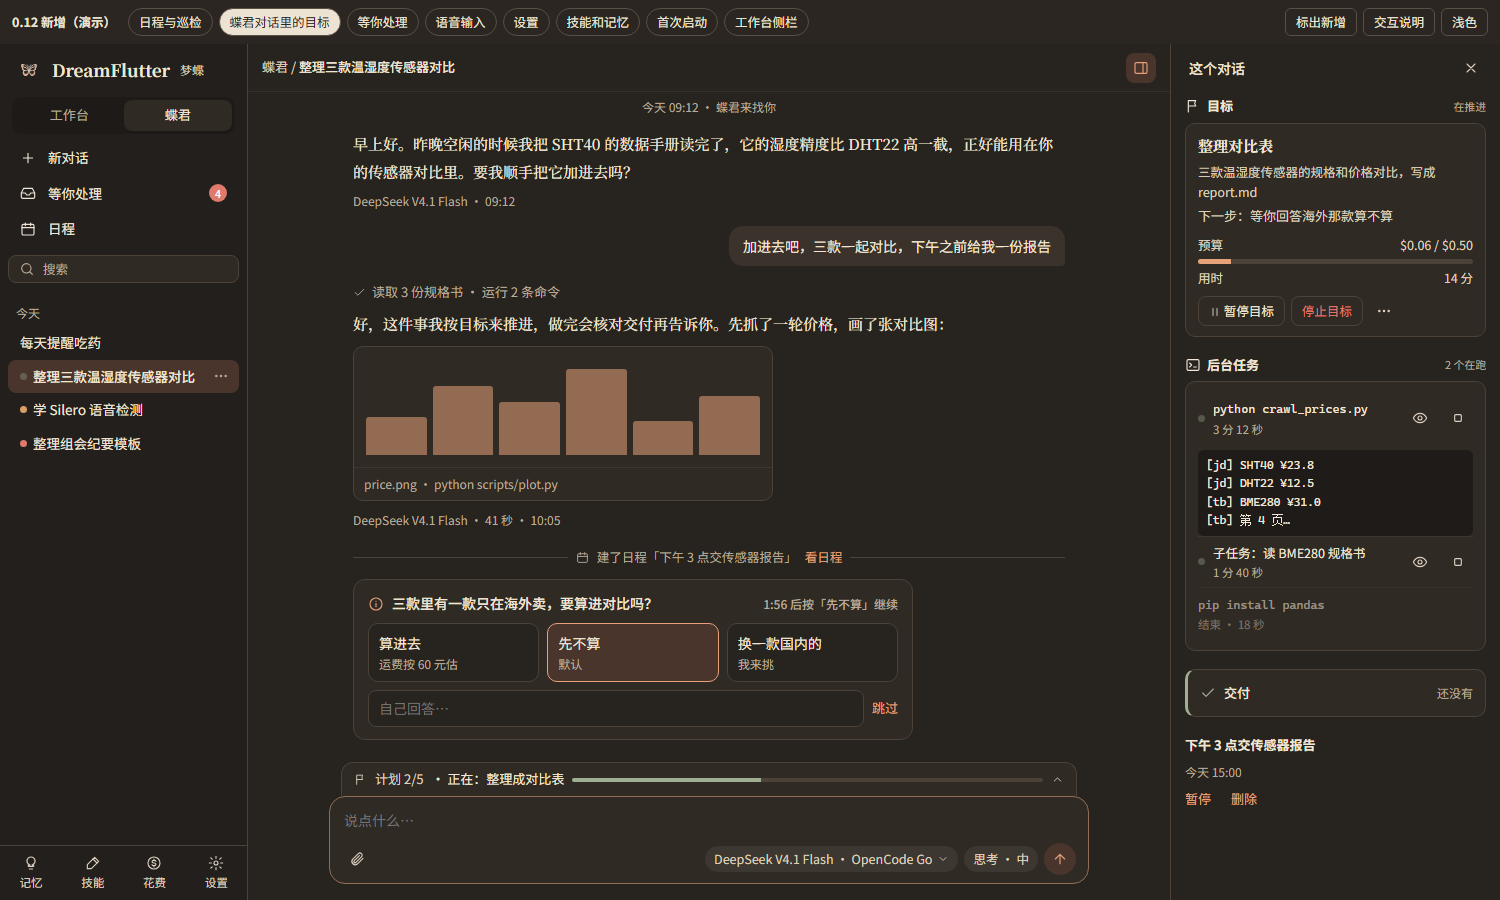 0.12 新增（演示）
日程与巡检
蝶君对话里的目标
等你处理
语音输入
设置
技能和记忆
首次启动
工作台侧栏
标出新增
交互说明
浅色
DreamFlutter 梦蝶
工作台
蝶君
新对话
等你处理
4
日程
搜索
今天
每天提醒吃药
整理三款温湿度传感器对比
学 Silero 语音检测
整理组会纪要模板
记忆
技能
花费
设置
蝶君 / 整理三款温湿度传感器对比
今天 09:12 • 蝶君来找你
早上好。昨晚空闲的时候我把 SHT40 的数据手册读完了，它的湿度精度比 DHT22 高一截，正好能用在你
的传感器对比里。要我顺手把它加进去吗？
DeepSeek V4.1 Flash • 09:12
加进去吧，三款一起对比，下午之前给我一份报告
读取 3 份规格书 • 运行 2 条命令
好，这件事我按目标来推进，做完会核对交付再告诉你。先抓了一轮价格，画了张对比图：
price.png • python scripts/plot.py
DeepSeek V4.1 Flash • 41 秒 • 10:05
建了日程「下午 3 点交传感器报告」 看日程
三款里有一款只在海外卖，要算进对比吗？
1:56 后按「先不算」继续
算进去
运费按 60 元估
先不算
默认
换一款国内的
我来挑
自己回答…
跳过
计划 2/5 • 正在：整理成对比表
说点什么…
DeepSeek V4.1 Flash • OpenCode Go
思考 • 中
这个对话
目标
在推进
整理对比表
三款温湿度传感器的规格和价格对比，写成
report.md
下一步：等你回答海外那款算不算
预算
$0.06 / $0.50
用时
14 分
暂停目标
停止目标
后台任务
2 个在跑
python crawl_prices.py
3 分 12 秒
[jd] SHT40 ¥23.8
[jd] DHT22 ¥12.5
[tb] BME280 ¥31.0
[tb] 第 4 页…
子任务：读 BME280 规格书
1 分 40 秒
pip install pandas
结束 • 18 秒
交付
还没有
下午 3 点交传感器报告
今天 15:00
暂停
删除